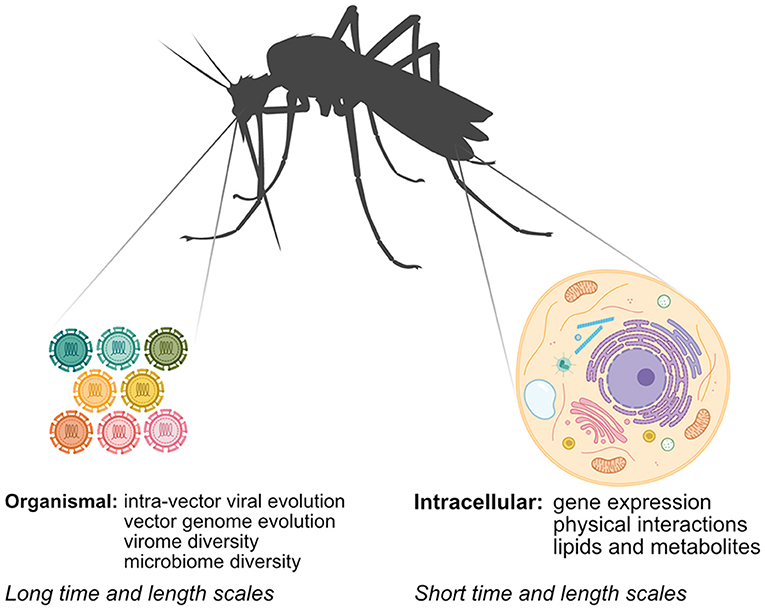 Organismal: intra-vector viral evolution
vector genome evolution
virome diversity
microbiome diversity
Long time and length scales
Intracellular: gene expression
physical interactions
lipids and metabolites
Short time and length scales